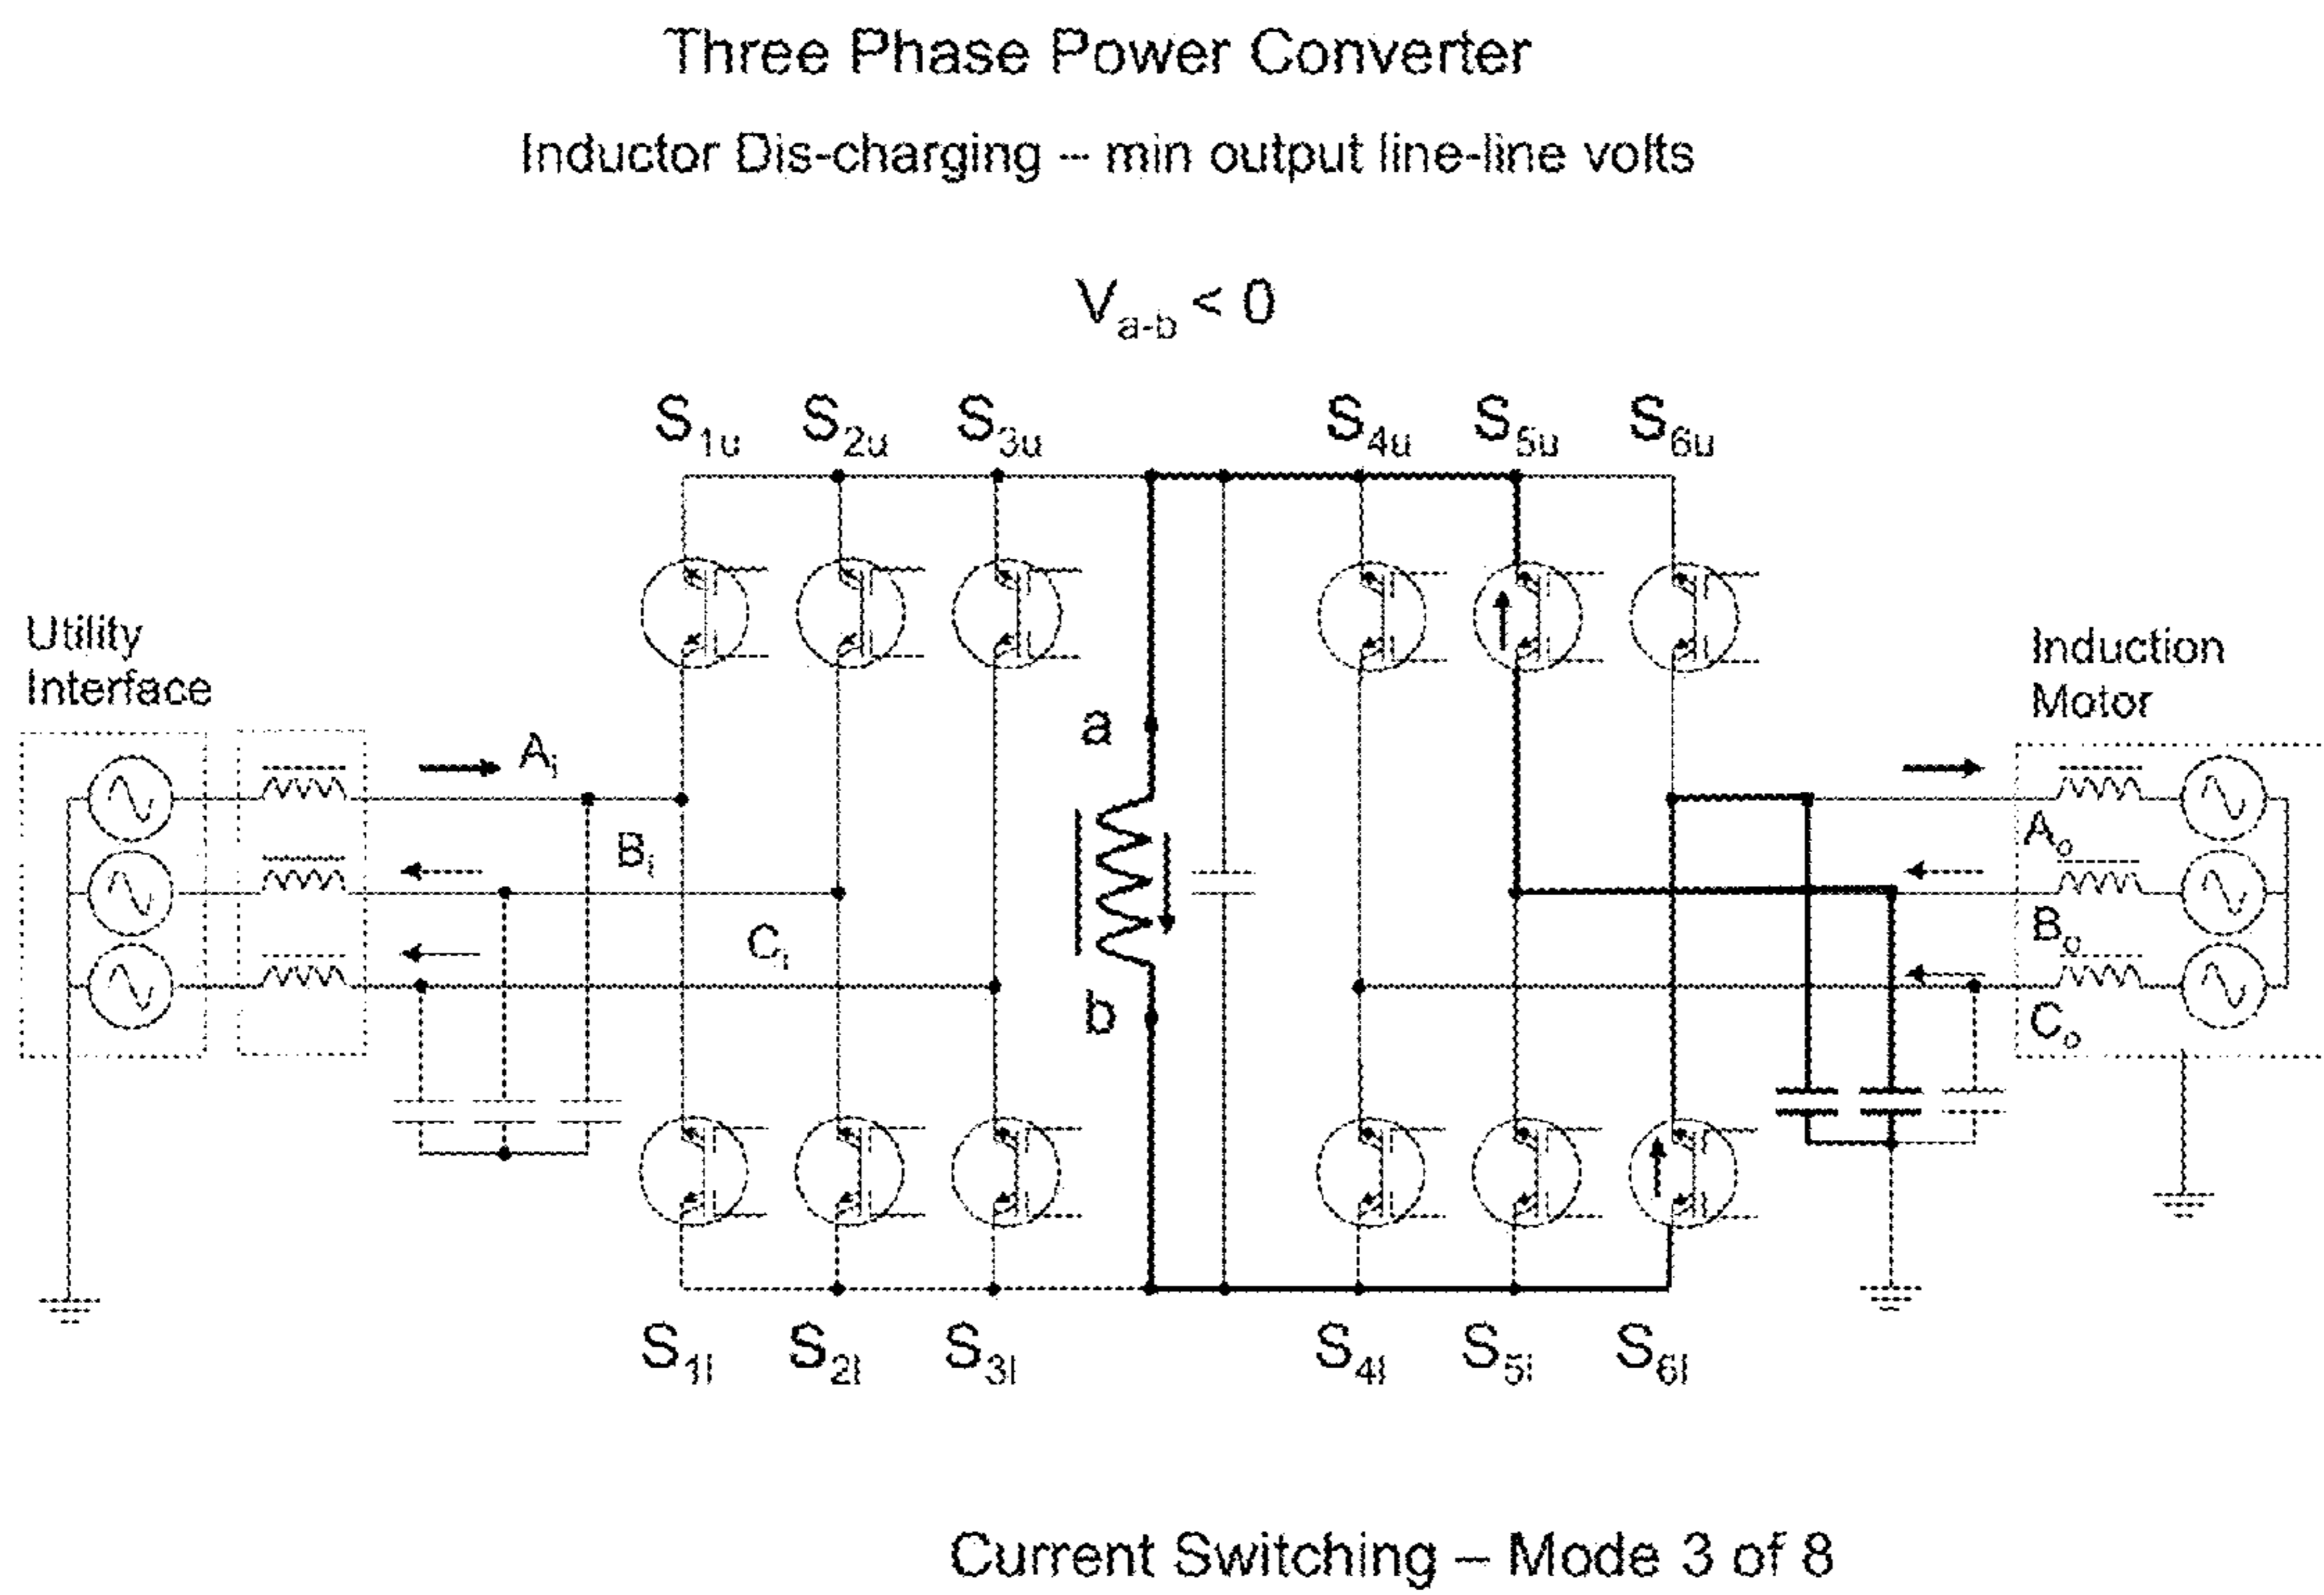 Three Phase Power Converter
Inductor Dis-charging – min output line-line volts
Va-b < 0
S1u S2u S3u S4u S5u S6u
Utility
Interface
Induction
Motor
a
Ai
Bi
Ci
b
Ao
Bo
Co
S1l S2l S3l S4l S5l S6l
Current Switching – Mode 3 of 8